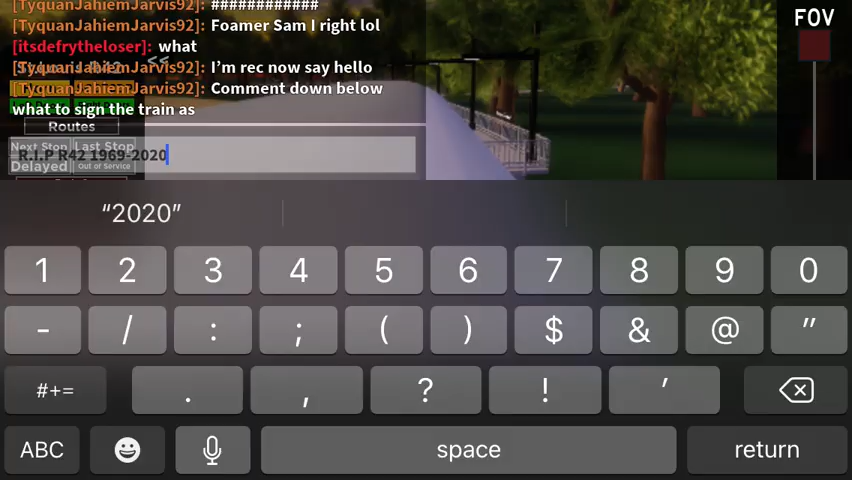 [TyquanJahiemJarvis92]: ############
[TyquanJahiemJarvis92]: Foamer Sam I right lol
[itsdefrytheloser]: what
[TyquanJahiemJarvis92]: I'm rec now say hello
[TyquanJahiemJarvis92]: Comment down below
what to sign the train as
<<
FOV
Routes
Next Stop Last Stop
R.I.P R42 1969-2020
Delayed Out or Service
“2020”
1 2 3 4 5 6 7 8 9 0
- / : ; ( ) $ & @ "
#+= . , ? ! '
ABC space return